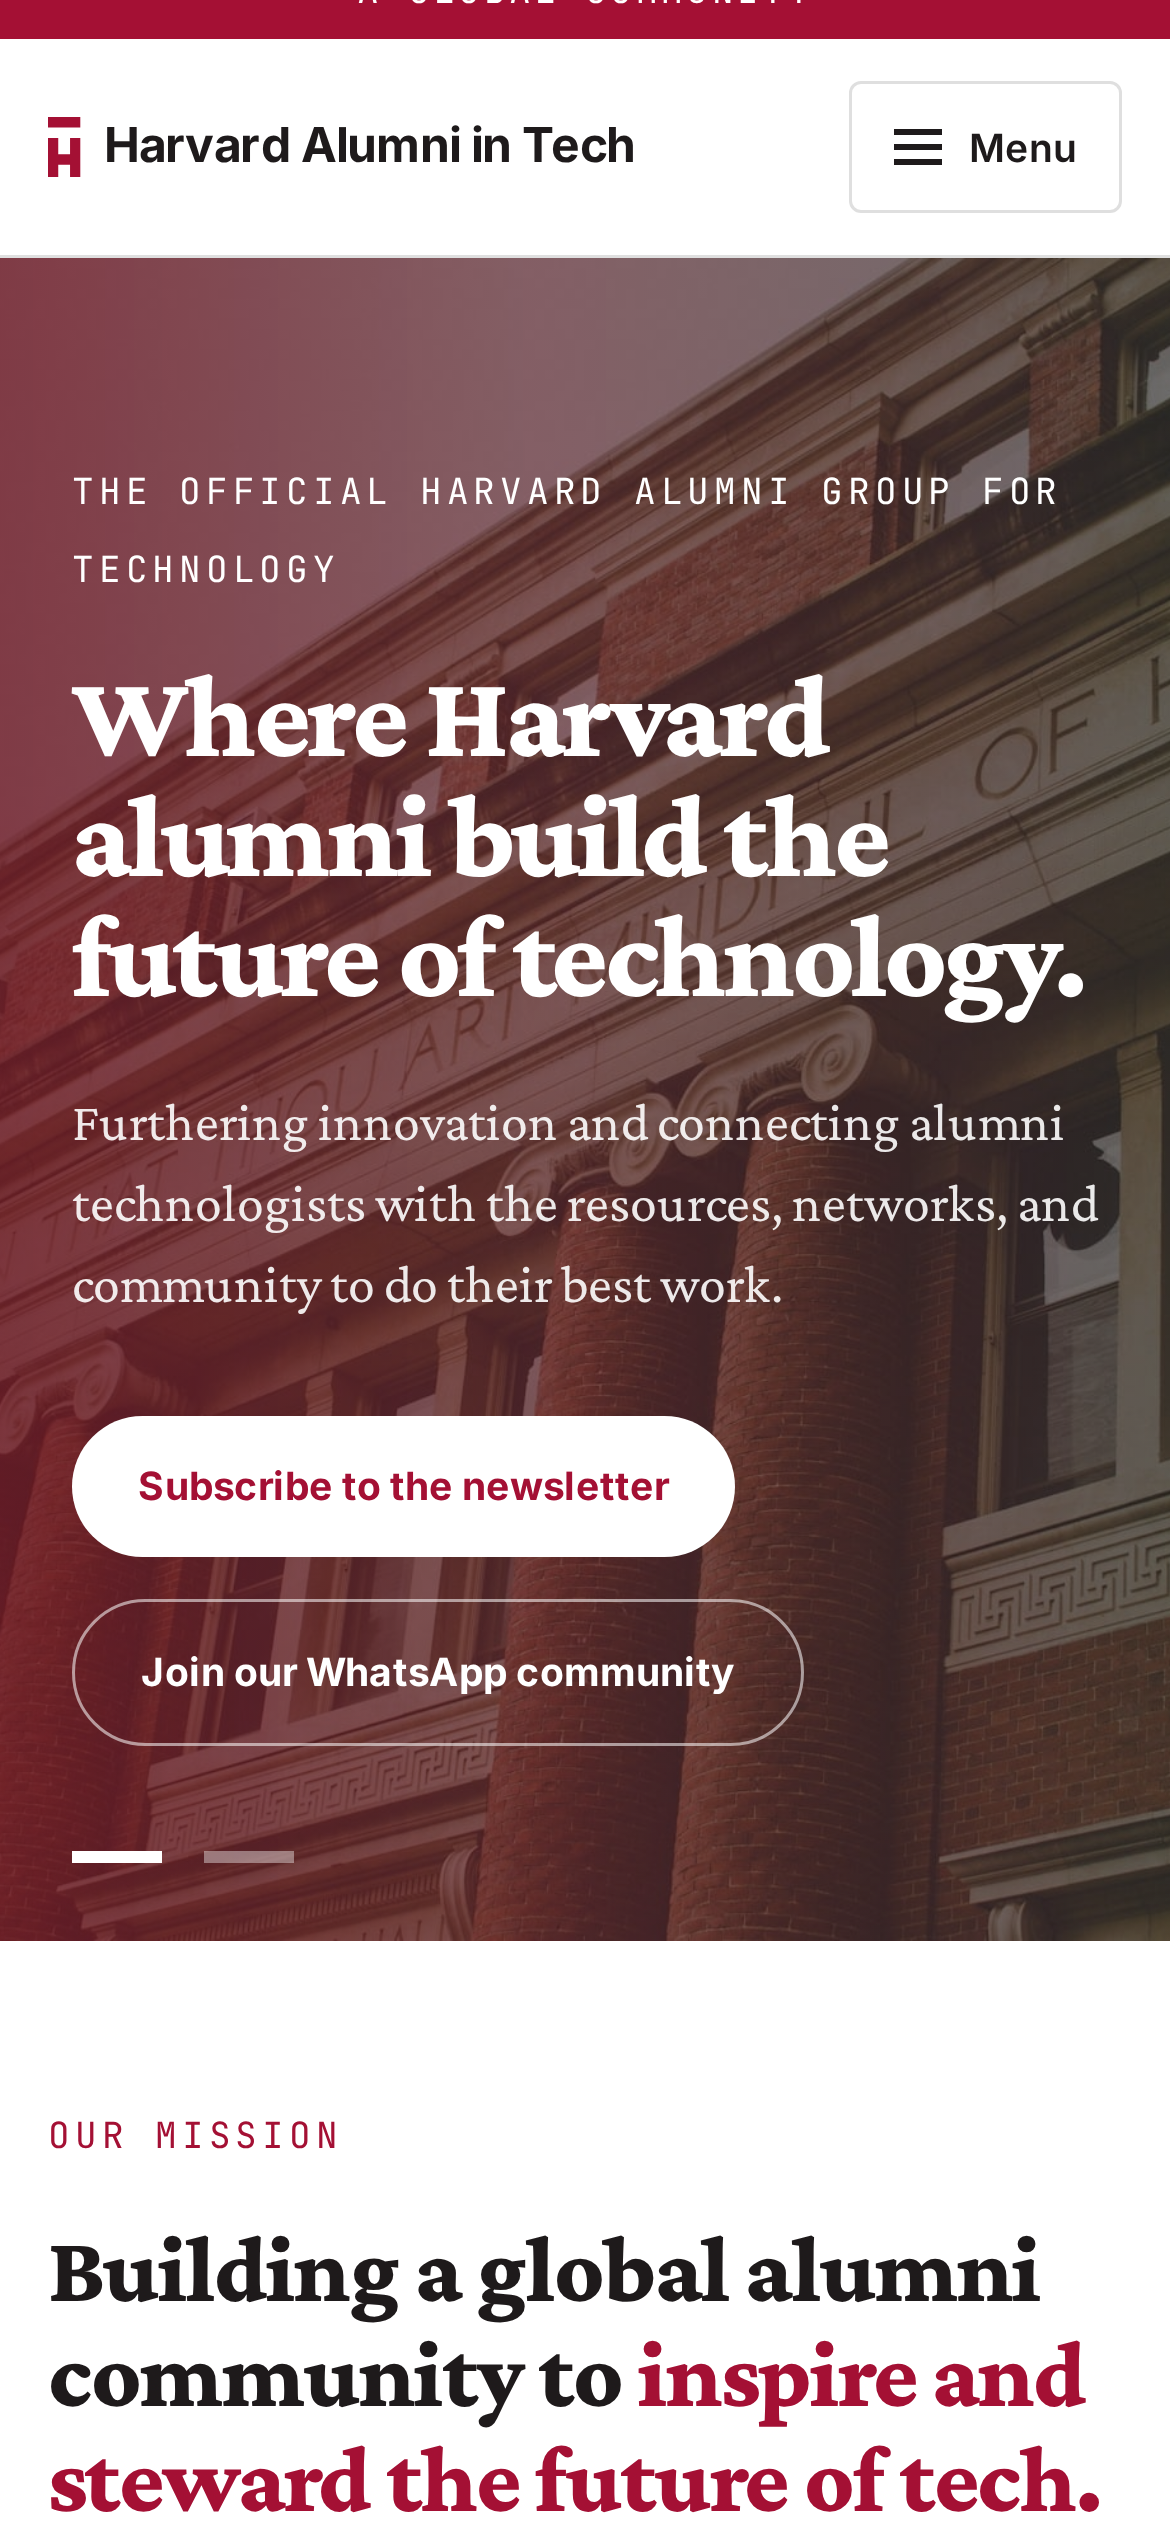 A GLOBAL COMMUNITY
Harvard Alumni in Tech
Menu
THE OFFICIAL HARVARD ALUMNI GROUP FOR
TECHNOLOGY
Where Harvard
alumni build the
future of technology.
Furthering innovation and connecting alumni
technologists with the resources, networks, and
community to do their best work.
Subscribe to the newsletter
Join our WhatsApp community
OUR MISSION
Building a global alumni
community to inspire and
steward the future of tech.